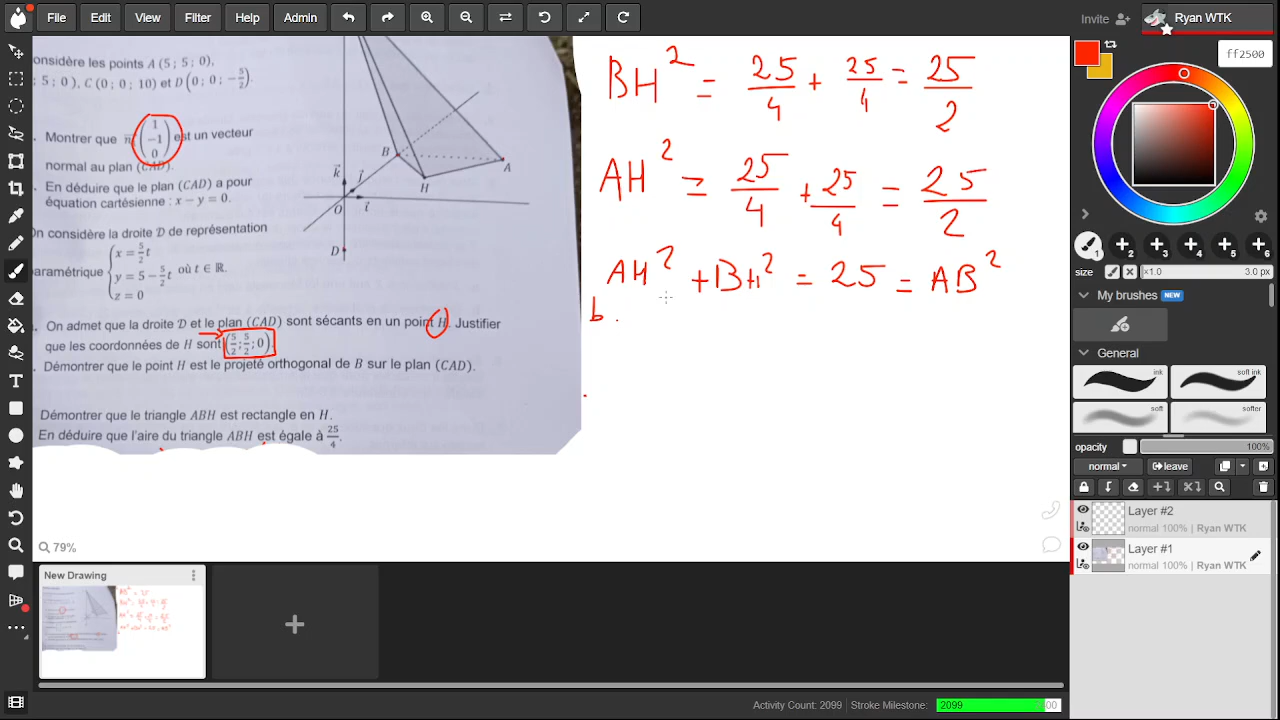 File Edit View Filter Help Admin
Invite Ryan WTK
ff2500
onsidère les points A (5 ; 5 ; 0),
; 5 ; 0), C (0 ; 0 ; 10) et D (0 ; 0 ; −5/2).
. Montrer que n⃗ (1 −1 0) est un vecteur
normal au plan (CAD).
. En déduire que le plan (CAD) a pour
équation cartésienne : x − y = 0.
On considère la droite 𝒟 de représentation
aramétrique {x = 5/2 t y = 5 − 5/2 t z = 0 où t ∈ ℝ.
. On admet que la droite 𝒟 et le plan (CAD) sont sécants en un point H. Justifier
que les coordonnées de H sont (5/2 ; 5/2 ; 0)
. Démontrer que le point H est le projeté orthogonal de B sur le plan (CAD).
Démontrer que le triangle ABH est rectangle en H.
En déduire que l'aire du triangle ABH est égale à 25/4.
B
A
H
k⃗
j⃗
O
i⃗
D
BH² = 25/4 + 25/4 = 25/2
AH² = 25/4 + 25/4 = 25/2
AH² + BH² = 25 = AB²
b.
79%
New Drawing
1 2 3 4 5 6
size x1.0 3.0 px
My brushes NEW
General
ink soft ink
soft softer
opacity 100%
normal leave
Layer #2
normal 100% | Ryan WTK
Layer #1
normal 100% | Ryan WTK
Activity Count: 2099 Stroke Milestone: 2099